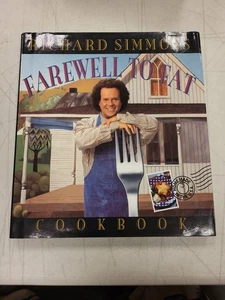 RICHARD SIMMONS'
FAREWELL TO FAT
COOKBOOK